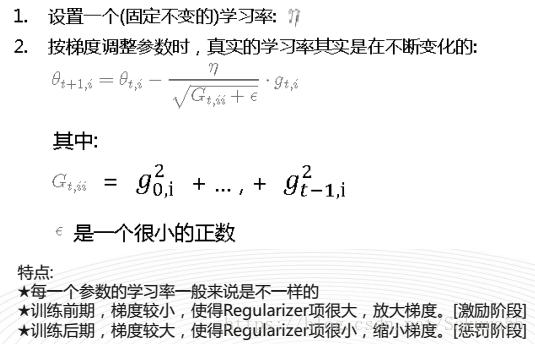 1. 设置一个(固定不变的)学习率: η
2. 按梯度调整参数时，真实的学习率其实是在不断变化的:
θ_{t+1,i} = θ_{t,i} − \frac{η}{\sqrt{G_{t,ii} + ϵ}} · g_{t,i}
其中:
G_{t,ii} = g_{0,i}^2 + ... , + g_{t−1,i}^2
ϵ 是一个很小的正数
特点:
★每一个参数的学习率一般来说是不一样的
★训练前期，梯度较小，使得Regularizer项很大，放大梯度。[激励阶段]
★训练后期，梯度较大，使得Regularizer项很小，缩小梯度。[惩罚阶段]